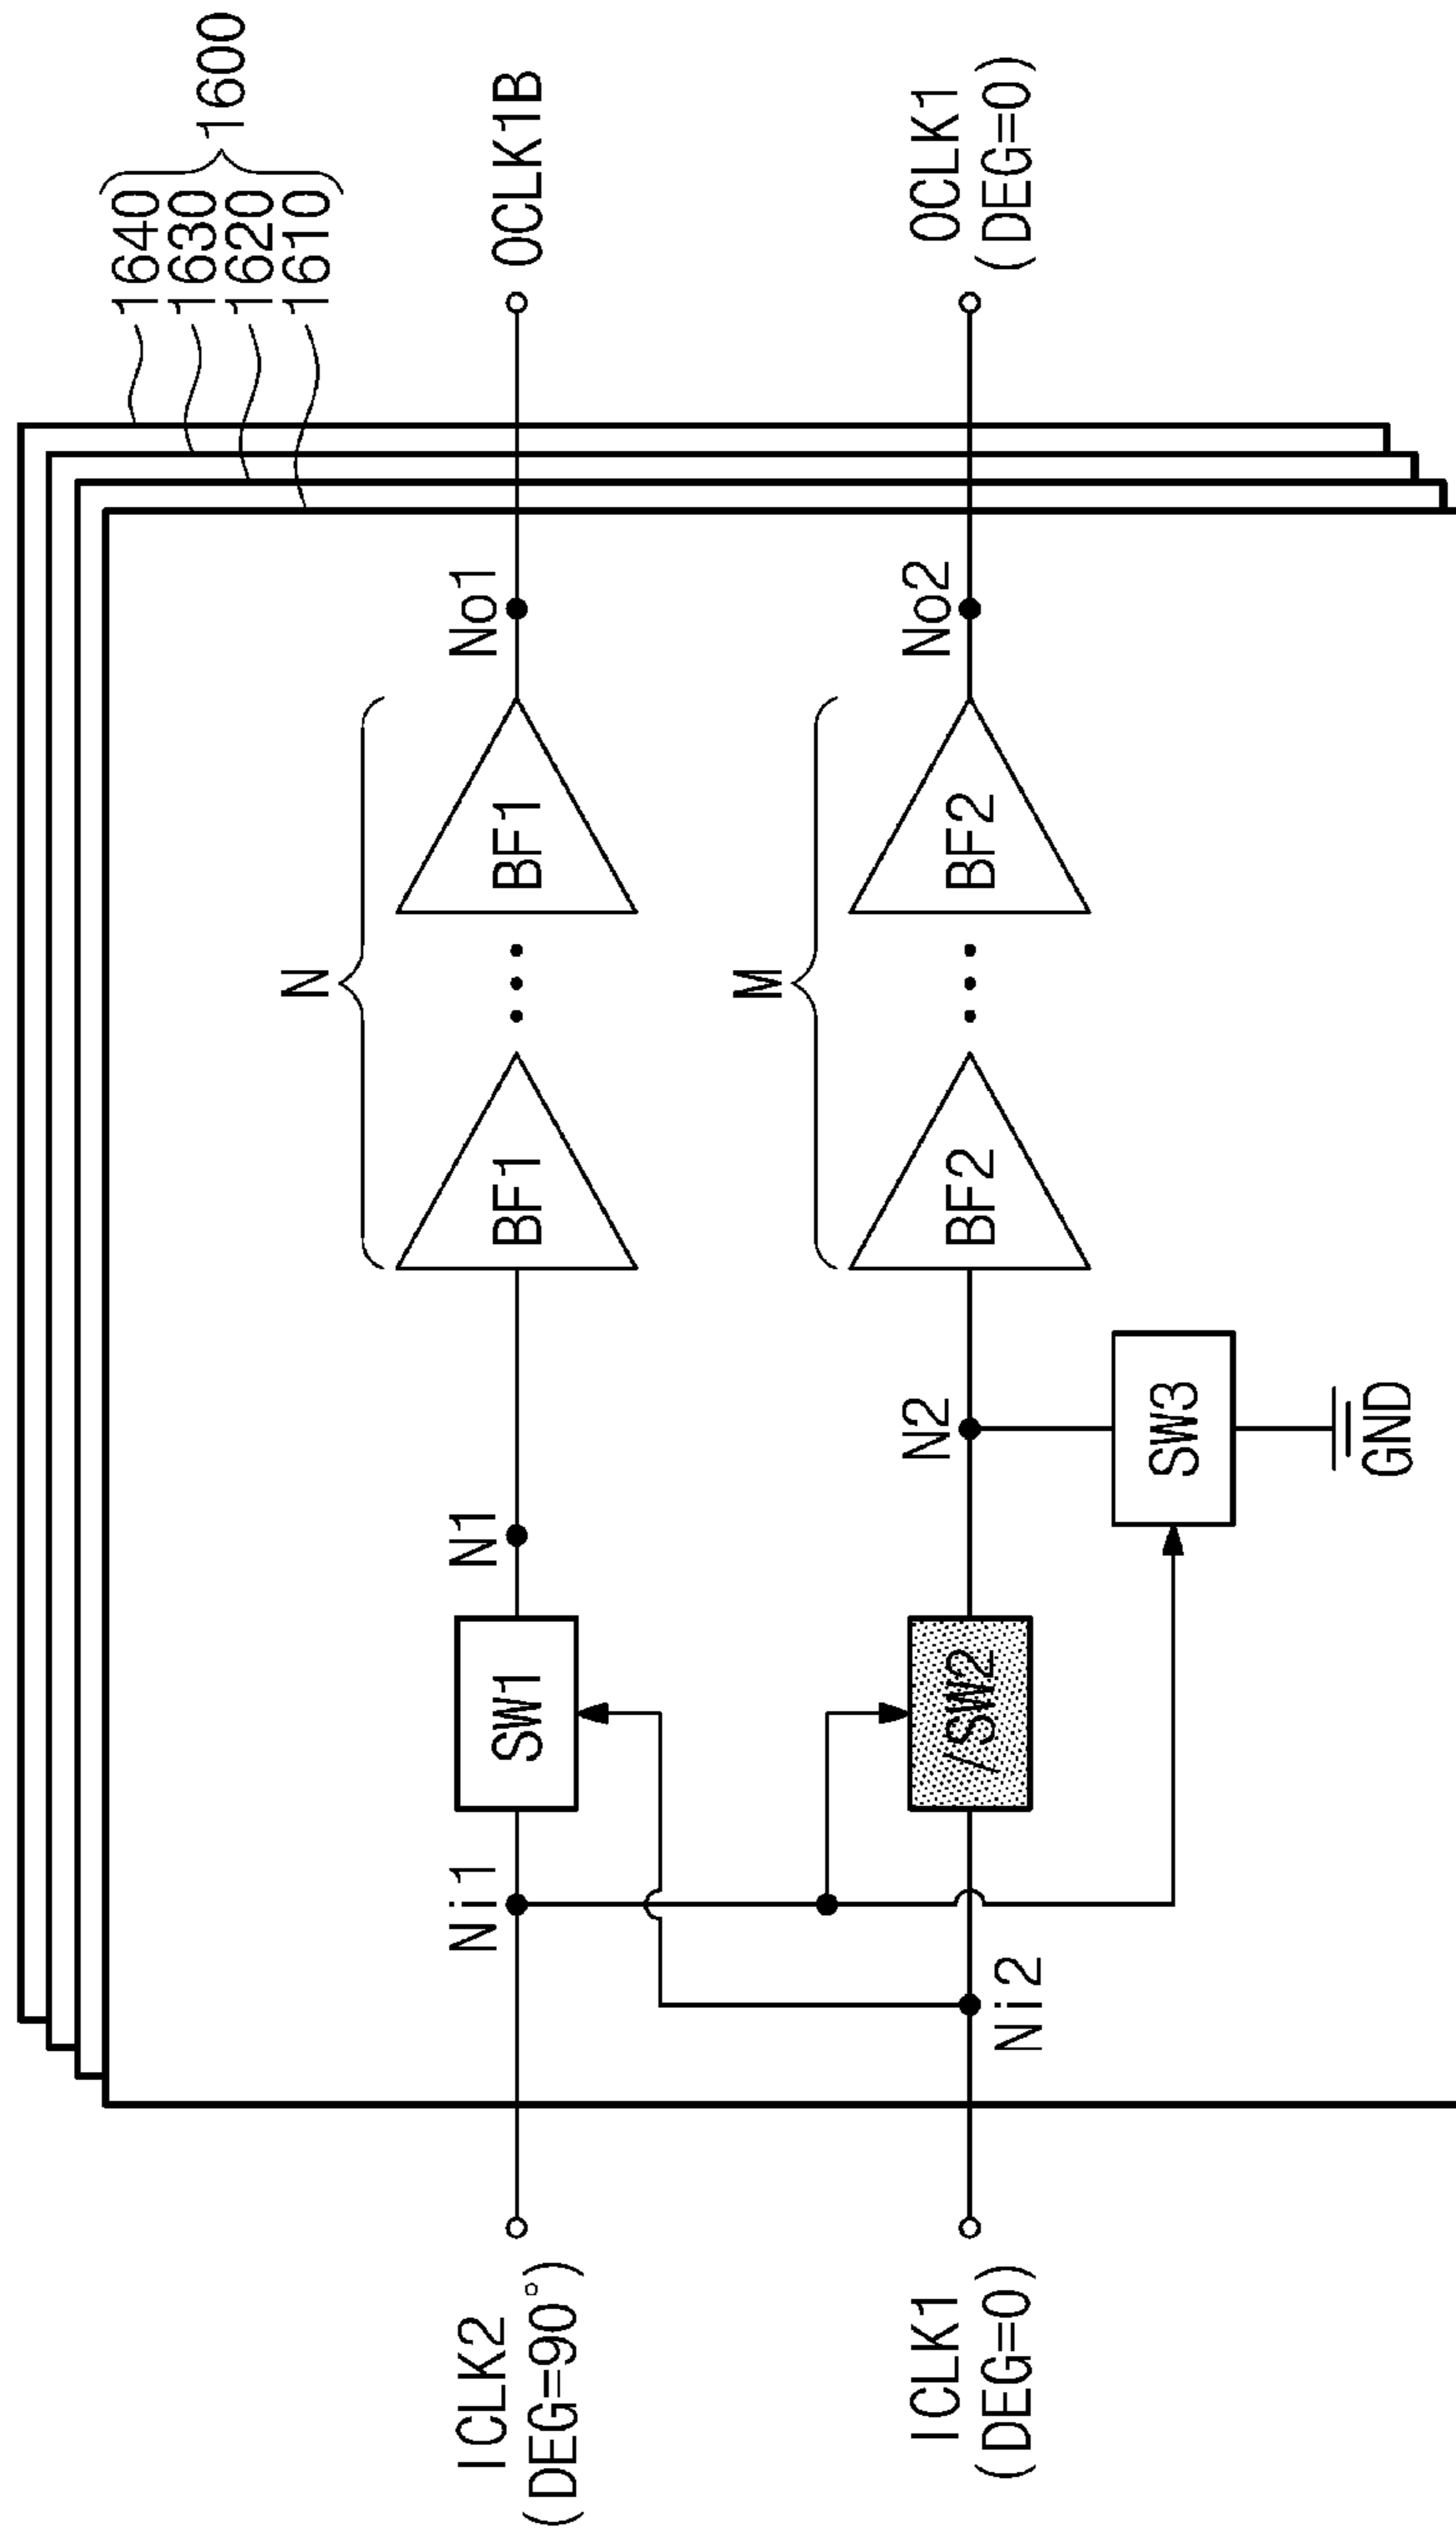 1640
1630
1620
1610
1600
ICLK2
(DEG=90°)
Ni1
SW1
N1
BF1
BF1
N
No1
OCLK1B
ICLK1
(DEG=0)
Ni2
/SW2
N2
BF2
BF2
M
No2
OCLK1
(DEG=0)
SW3
GND